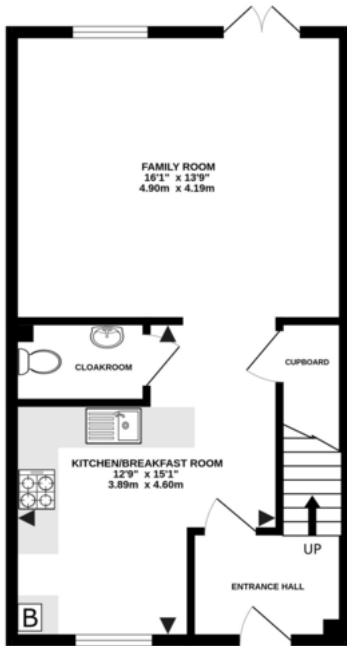 FAMILY ROOM
16'1" x 13'9"
4.90m x 4.19m
CLOAKROOM
CUPBOARD
KITCHEN/BREAKFAST ROOM
12'9" x 15'1"
3.89m x 4.60m
UP
ENTRANCE HALL
B